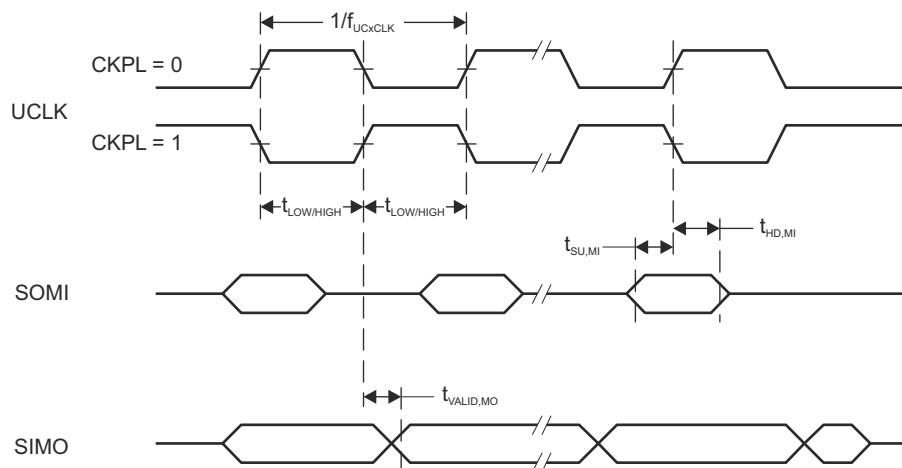 1/fUCxCLK
CKPL = 0
UCLK
CKPL = 1
tLOW/HIGH tLOW/HIGH
tSU,MI
tHD,MI
SOMI
tVALID,MO
SIMO